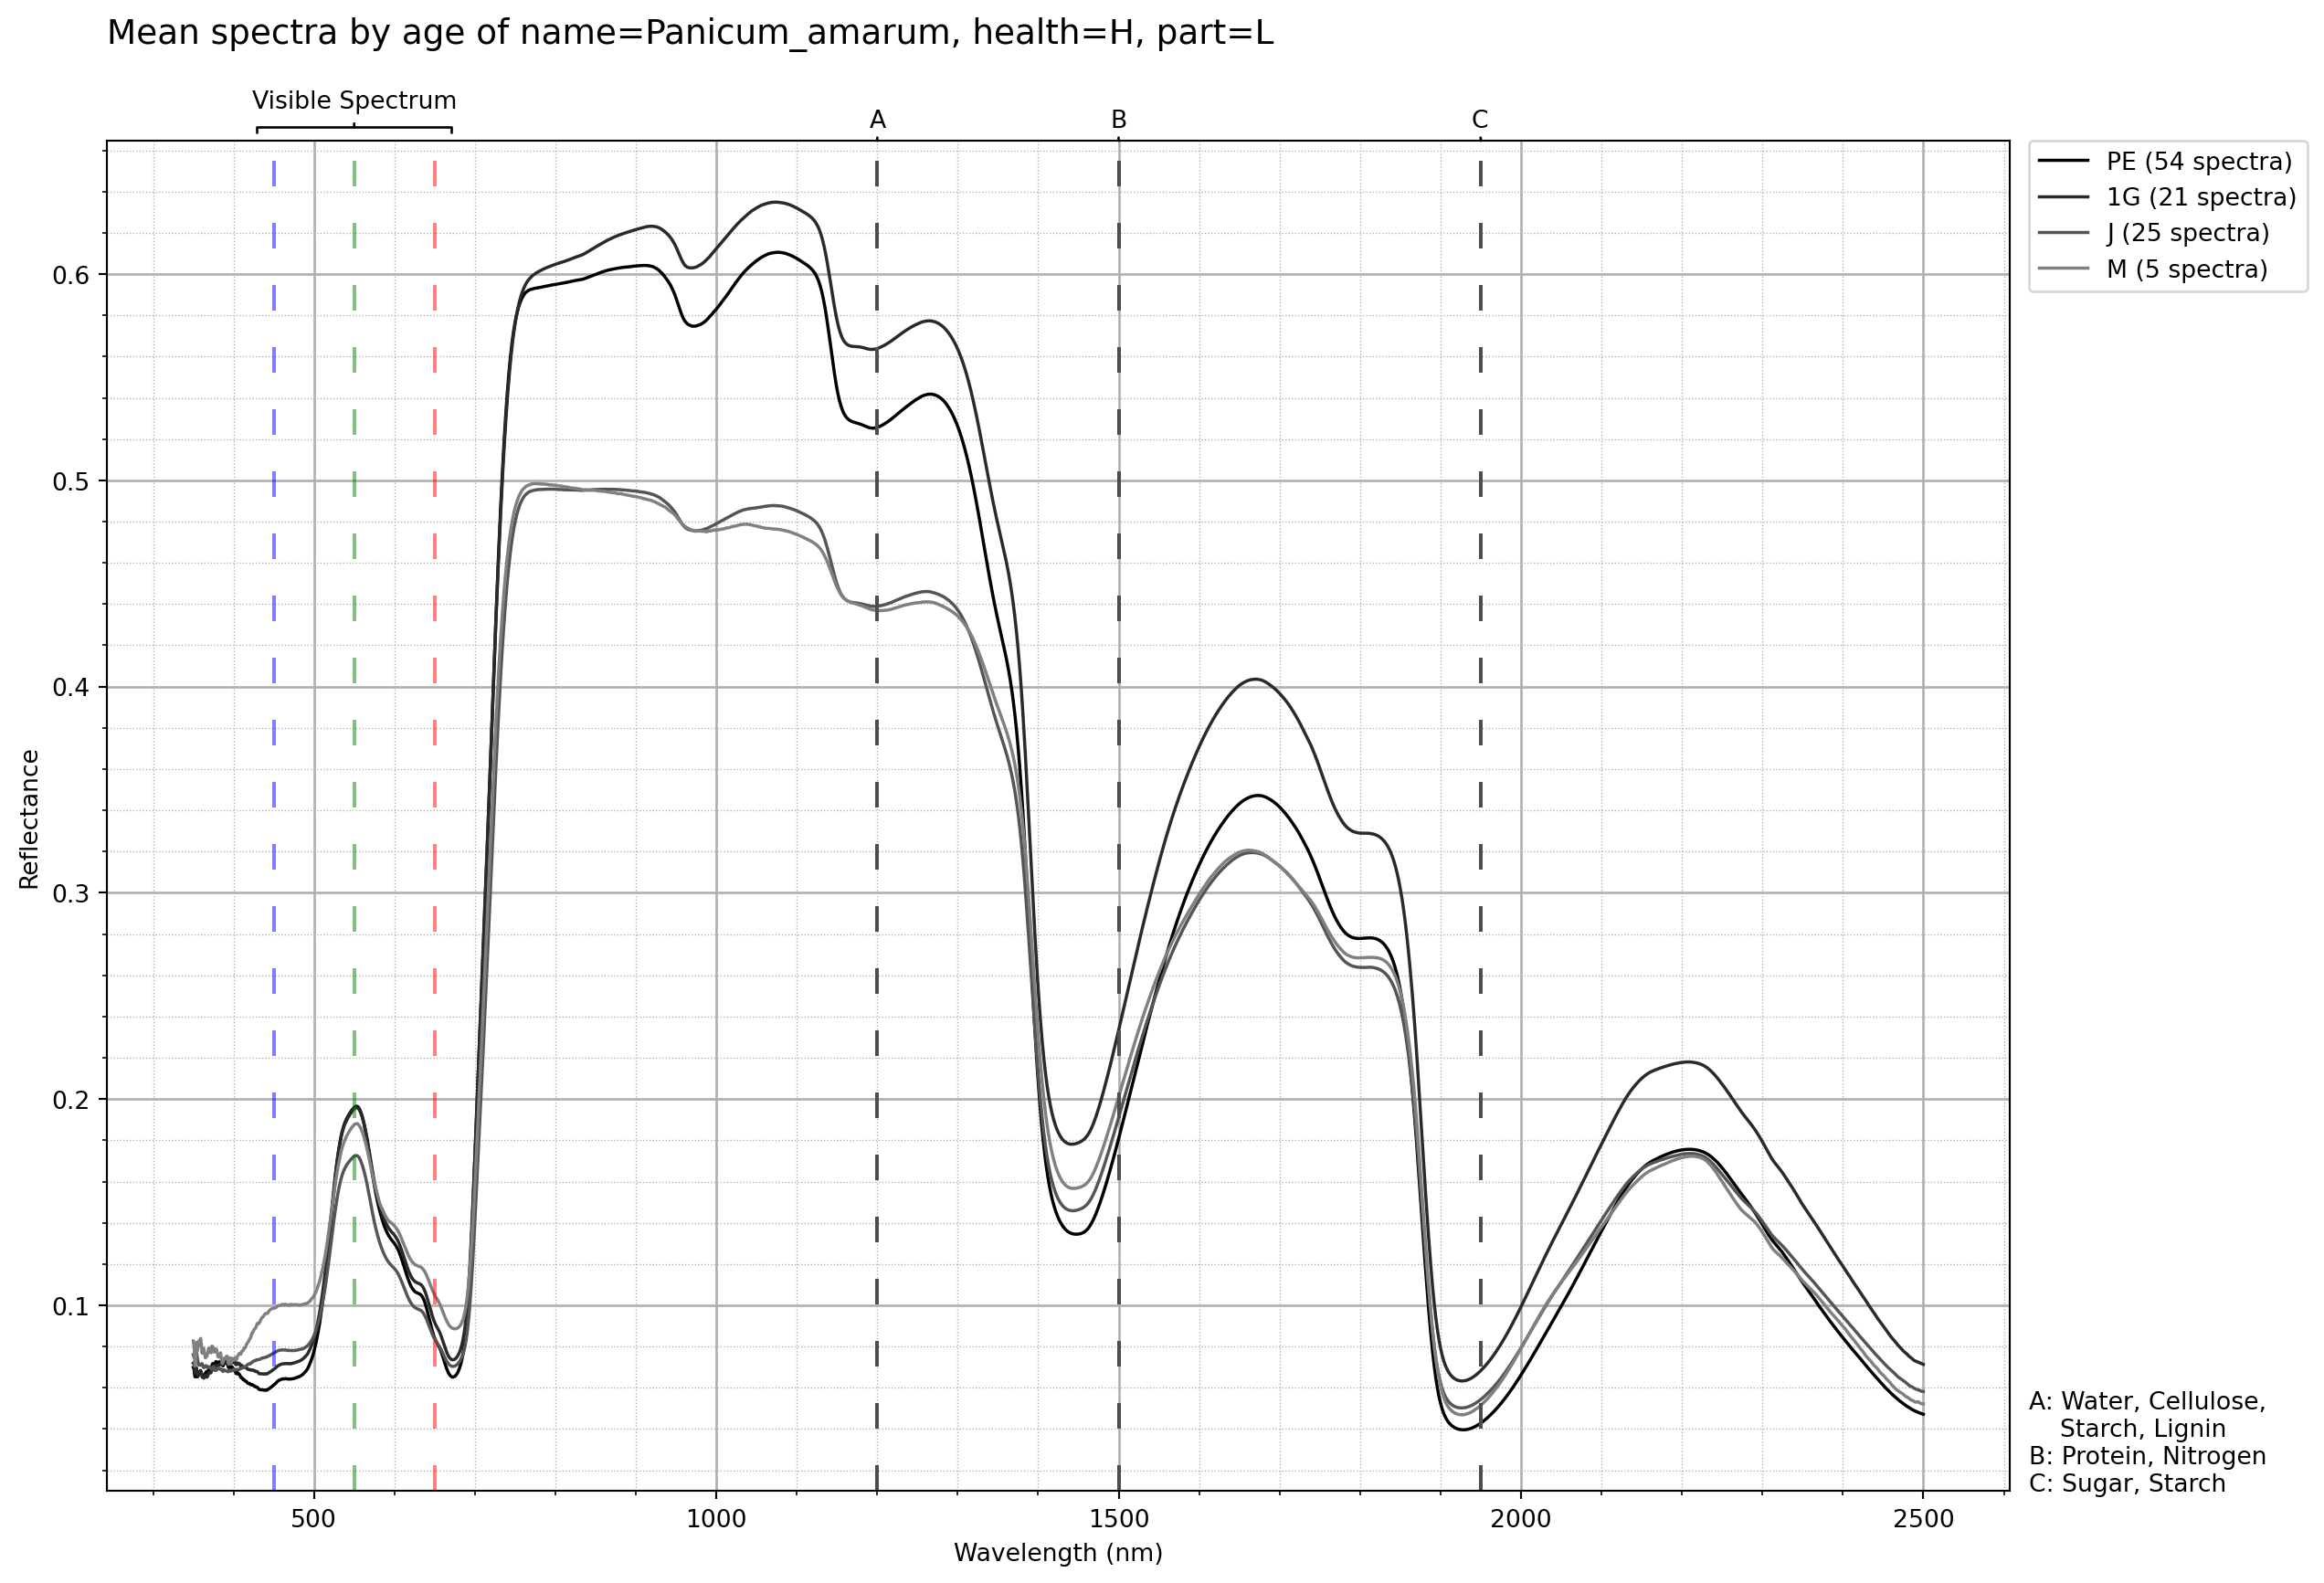 Mean spectra by age of name=Panicum_amarum, health=H, part=L
Visible Spectrum
A
B
C
PE (54 spectra)
1G (21 spectra)
J (25 spectra)
M (5 spectra)
0.6
0.5
0.4
0.3
0.2
0.1
Reflectance
500
1000
1500
2000
2500
Wavelength (nm)
A: Water, Cellulose,
Starch, Lignin
B: Protein, Nitrogen
C: Sugar, Starch